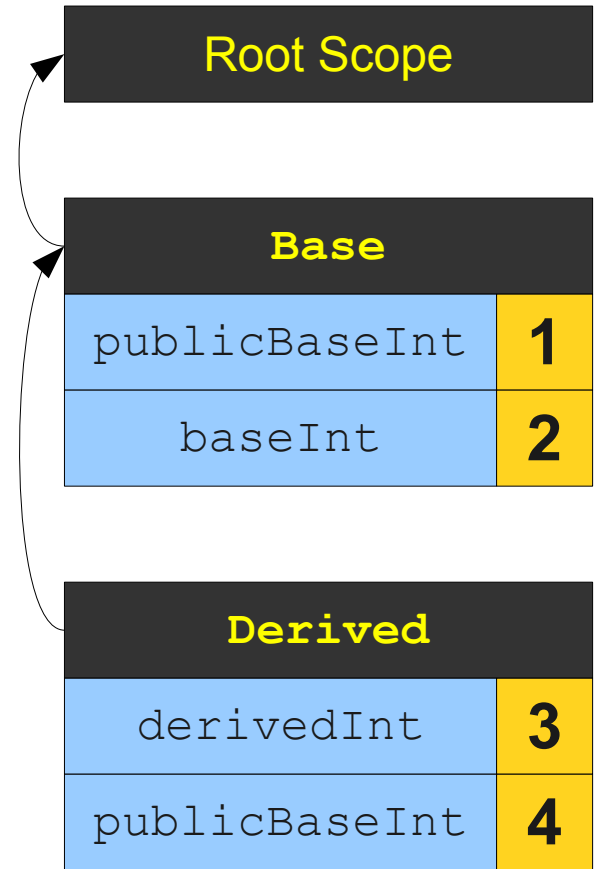 Root Scope
Base
publicBaseInt 1
baseInt 2
Derived
derivedInt 3
publicBaseInt 4